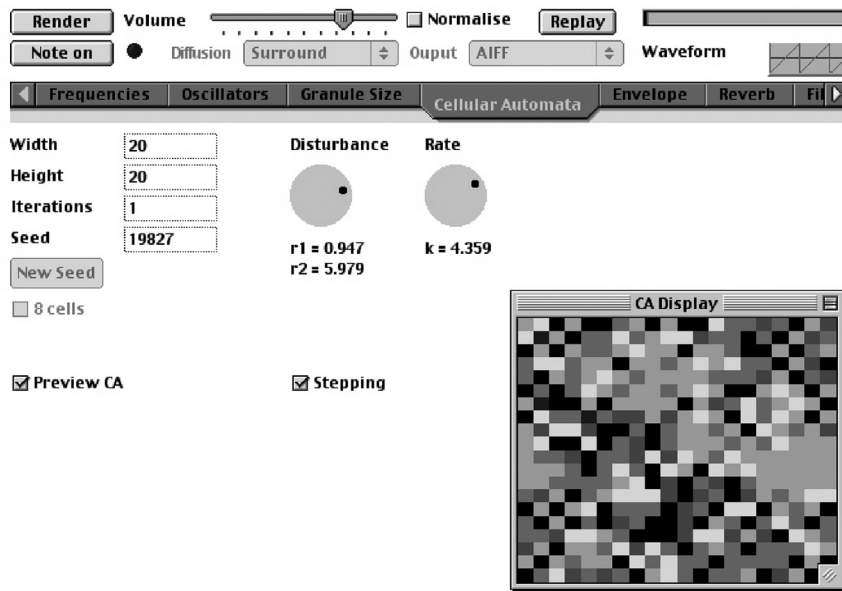 Render Volume Normalise Replay
Note on Diffusion Surround Ouput AIFF Waveform
Frequencies Oscillators Granule Size Cellular Automata Envelope Reverb
Width 20 Disturbance Rate
Height 20
Iterations 1
Seed 19827 r1 = 0.947 k = 4.359
New Seed r2 = 5.979
8 cells
CA Display
Preview CA Stepping